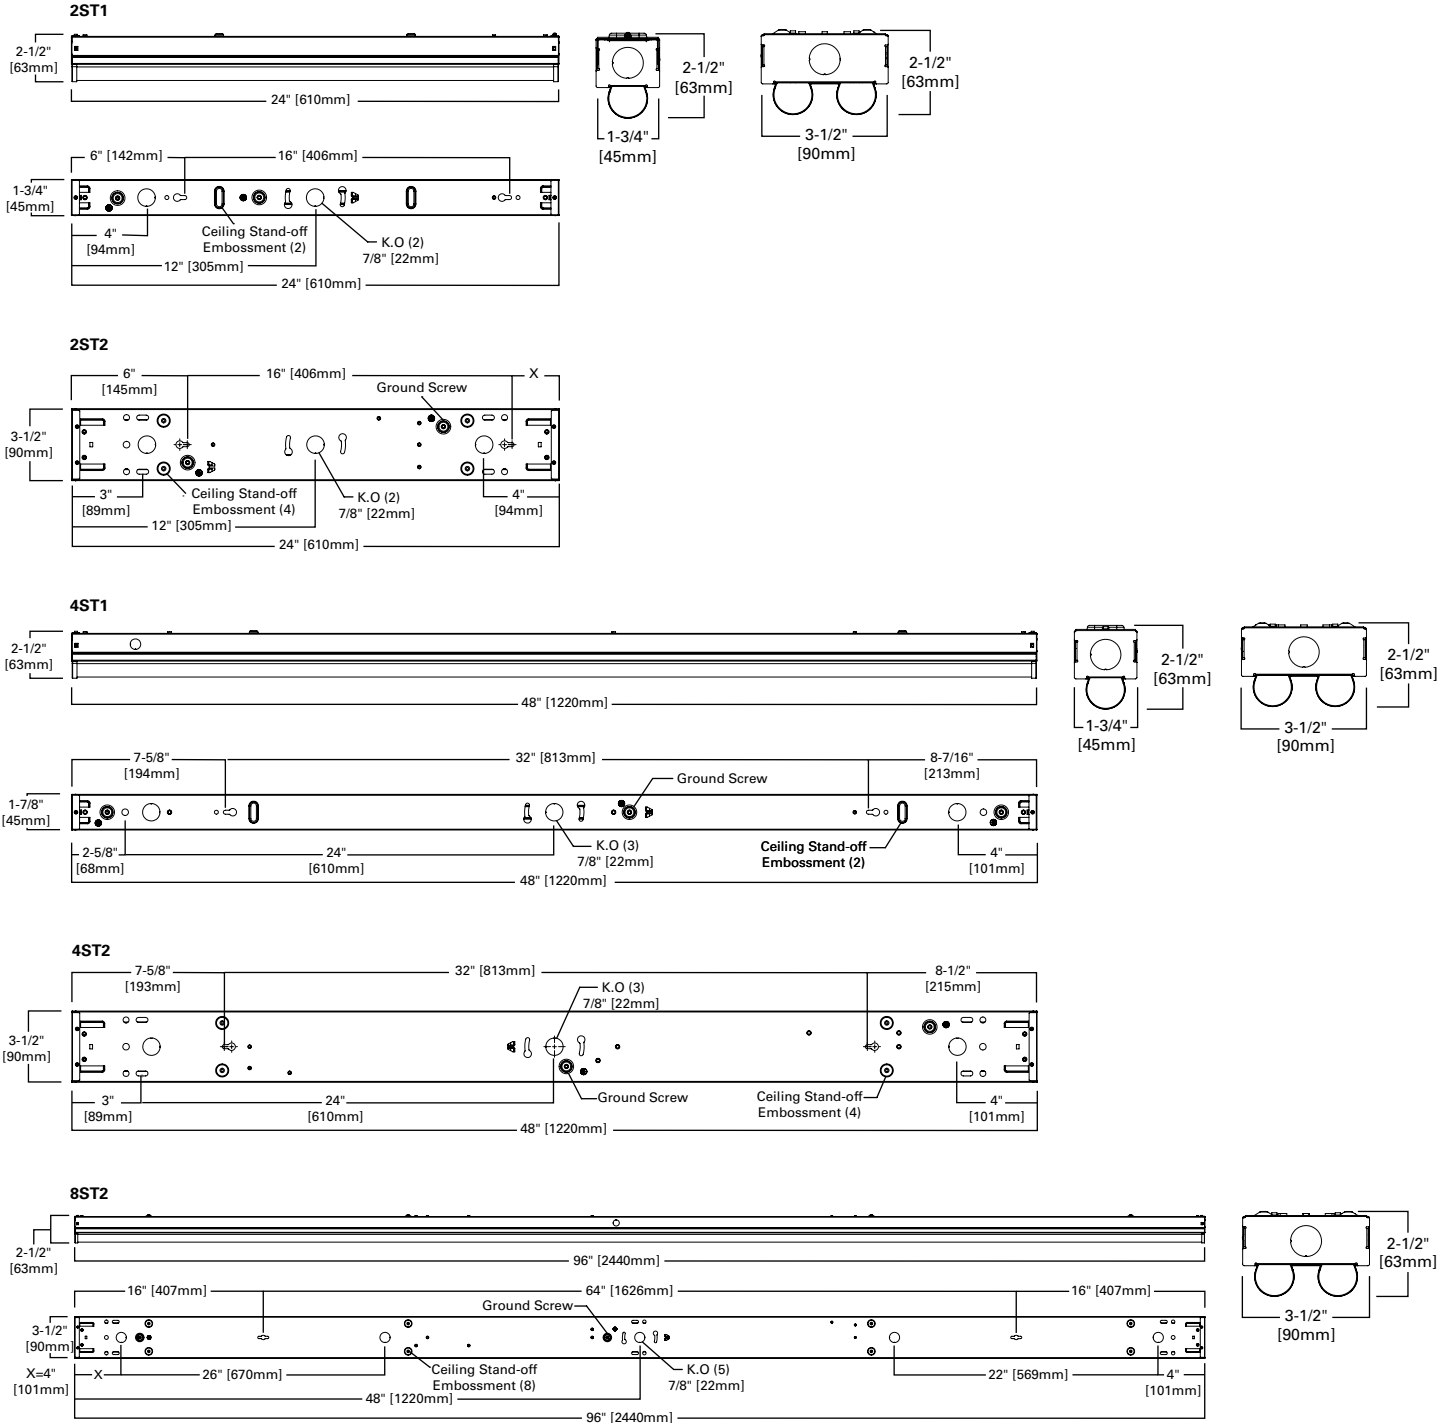 2ST1
2-1/2"
[63mm]
24" [610mm]
2-1/2"
[63mm]
1-3/4"
[45mm]
2-1/2"
[63mm]
3-1/2"
[90mm]
6" [142mm]
16" [406mm]
1-3/4"
[45mm]
4"
[94mm]
Ceiling Stand-off
Embossment (2)
K.O (2)
7/8" [22mm]
12" [305mm]
24" [610mm]
2ST2
6"
[145mm]
16" [406mm]
X
Ground Screw
3-1/2"
[90mm]
3"
[89mm]
Ceiling Stand-off
Embossment (4)
K.O (2)
7/8" [22mm]
4"
[94mm]
12" [305mm]
24" [610mm]
4ST1
2-1/2"
[63mm]
48" [1220mm]
2-1/2"
[63mm]
1-3/4"
[45mm]
2-1/2"
[63mm]
3-1/2"
[90mm]
7-5/8"
[194mm]
32" [813mm]
8-7/16"
[213mm]
Ground Screw
1-7/8"
[45mm]
2-5/8"
[68mm]
24"
[610mm]
K.O (3)
7/8" [22mm]
Ceiling Stand-off
Embossment (2)
4"
[101mm]
48" [1220mm]
4ST2
7-5/8"
[193mm]
32" [813mm]
8-1/2"
[215mm]
K.O (3)
7/8" [22mm]
3-1/2"
[90mm]
3"
[89mm]
24"
[610mm]
Ground Screw
Ceiling Stand-off
Embossment (4)
4"
[101mm]
48" [1220mm]
8ST2
2-1/2"
[63mm]
96" [2440mm]
2-1/2"
[63mm]
3-1/2"
[90mm]
16" [407mm]
64" [1626mm]
16" [407mm]
Ground Screw
3-1/2"
[90mm]
X=4"
[101mm]
X
26" [670mm]
Ceiling Stand-off
Embossment (8)
K.O (5)
7/8" [22mm]
22" [569mm]
4"
[101mm]
48" [1220mm]
96" [2440mm]